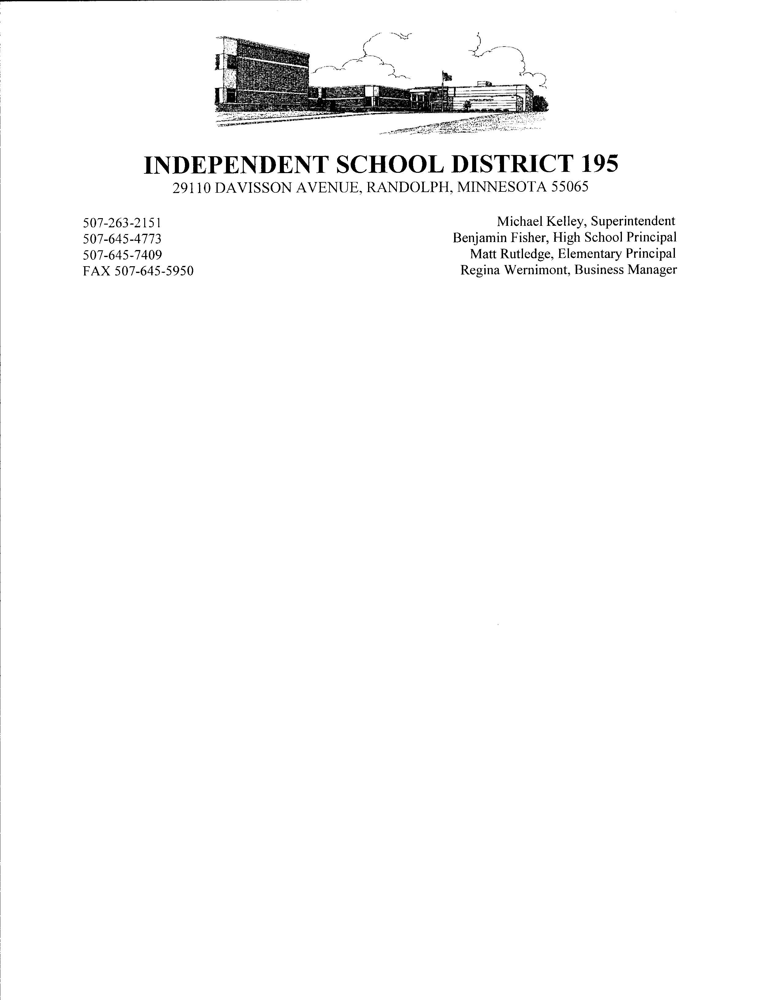 INDEPENDENT SCHOOL DISTRICT 195
29110 DAVISSON AVENUE, RANDOLPH, MINNESOTA 55065
507-263-2151
507-645-4773
507-645-7409
FAX 507-645-5950
Michael Kelley, Superintendent
Benjamin Fisher, High School Principal
Matt Rutledge, Elementary Principal
Regina Wernimont, Business Manager